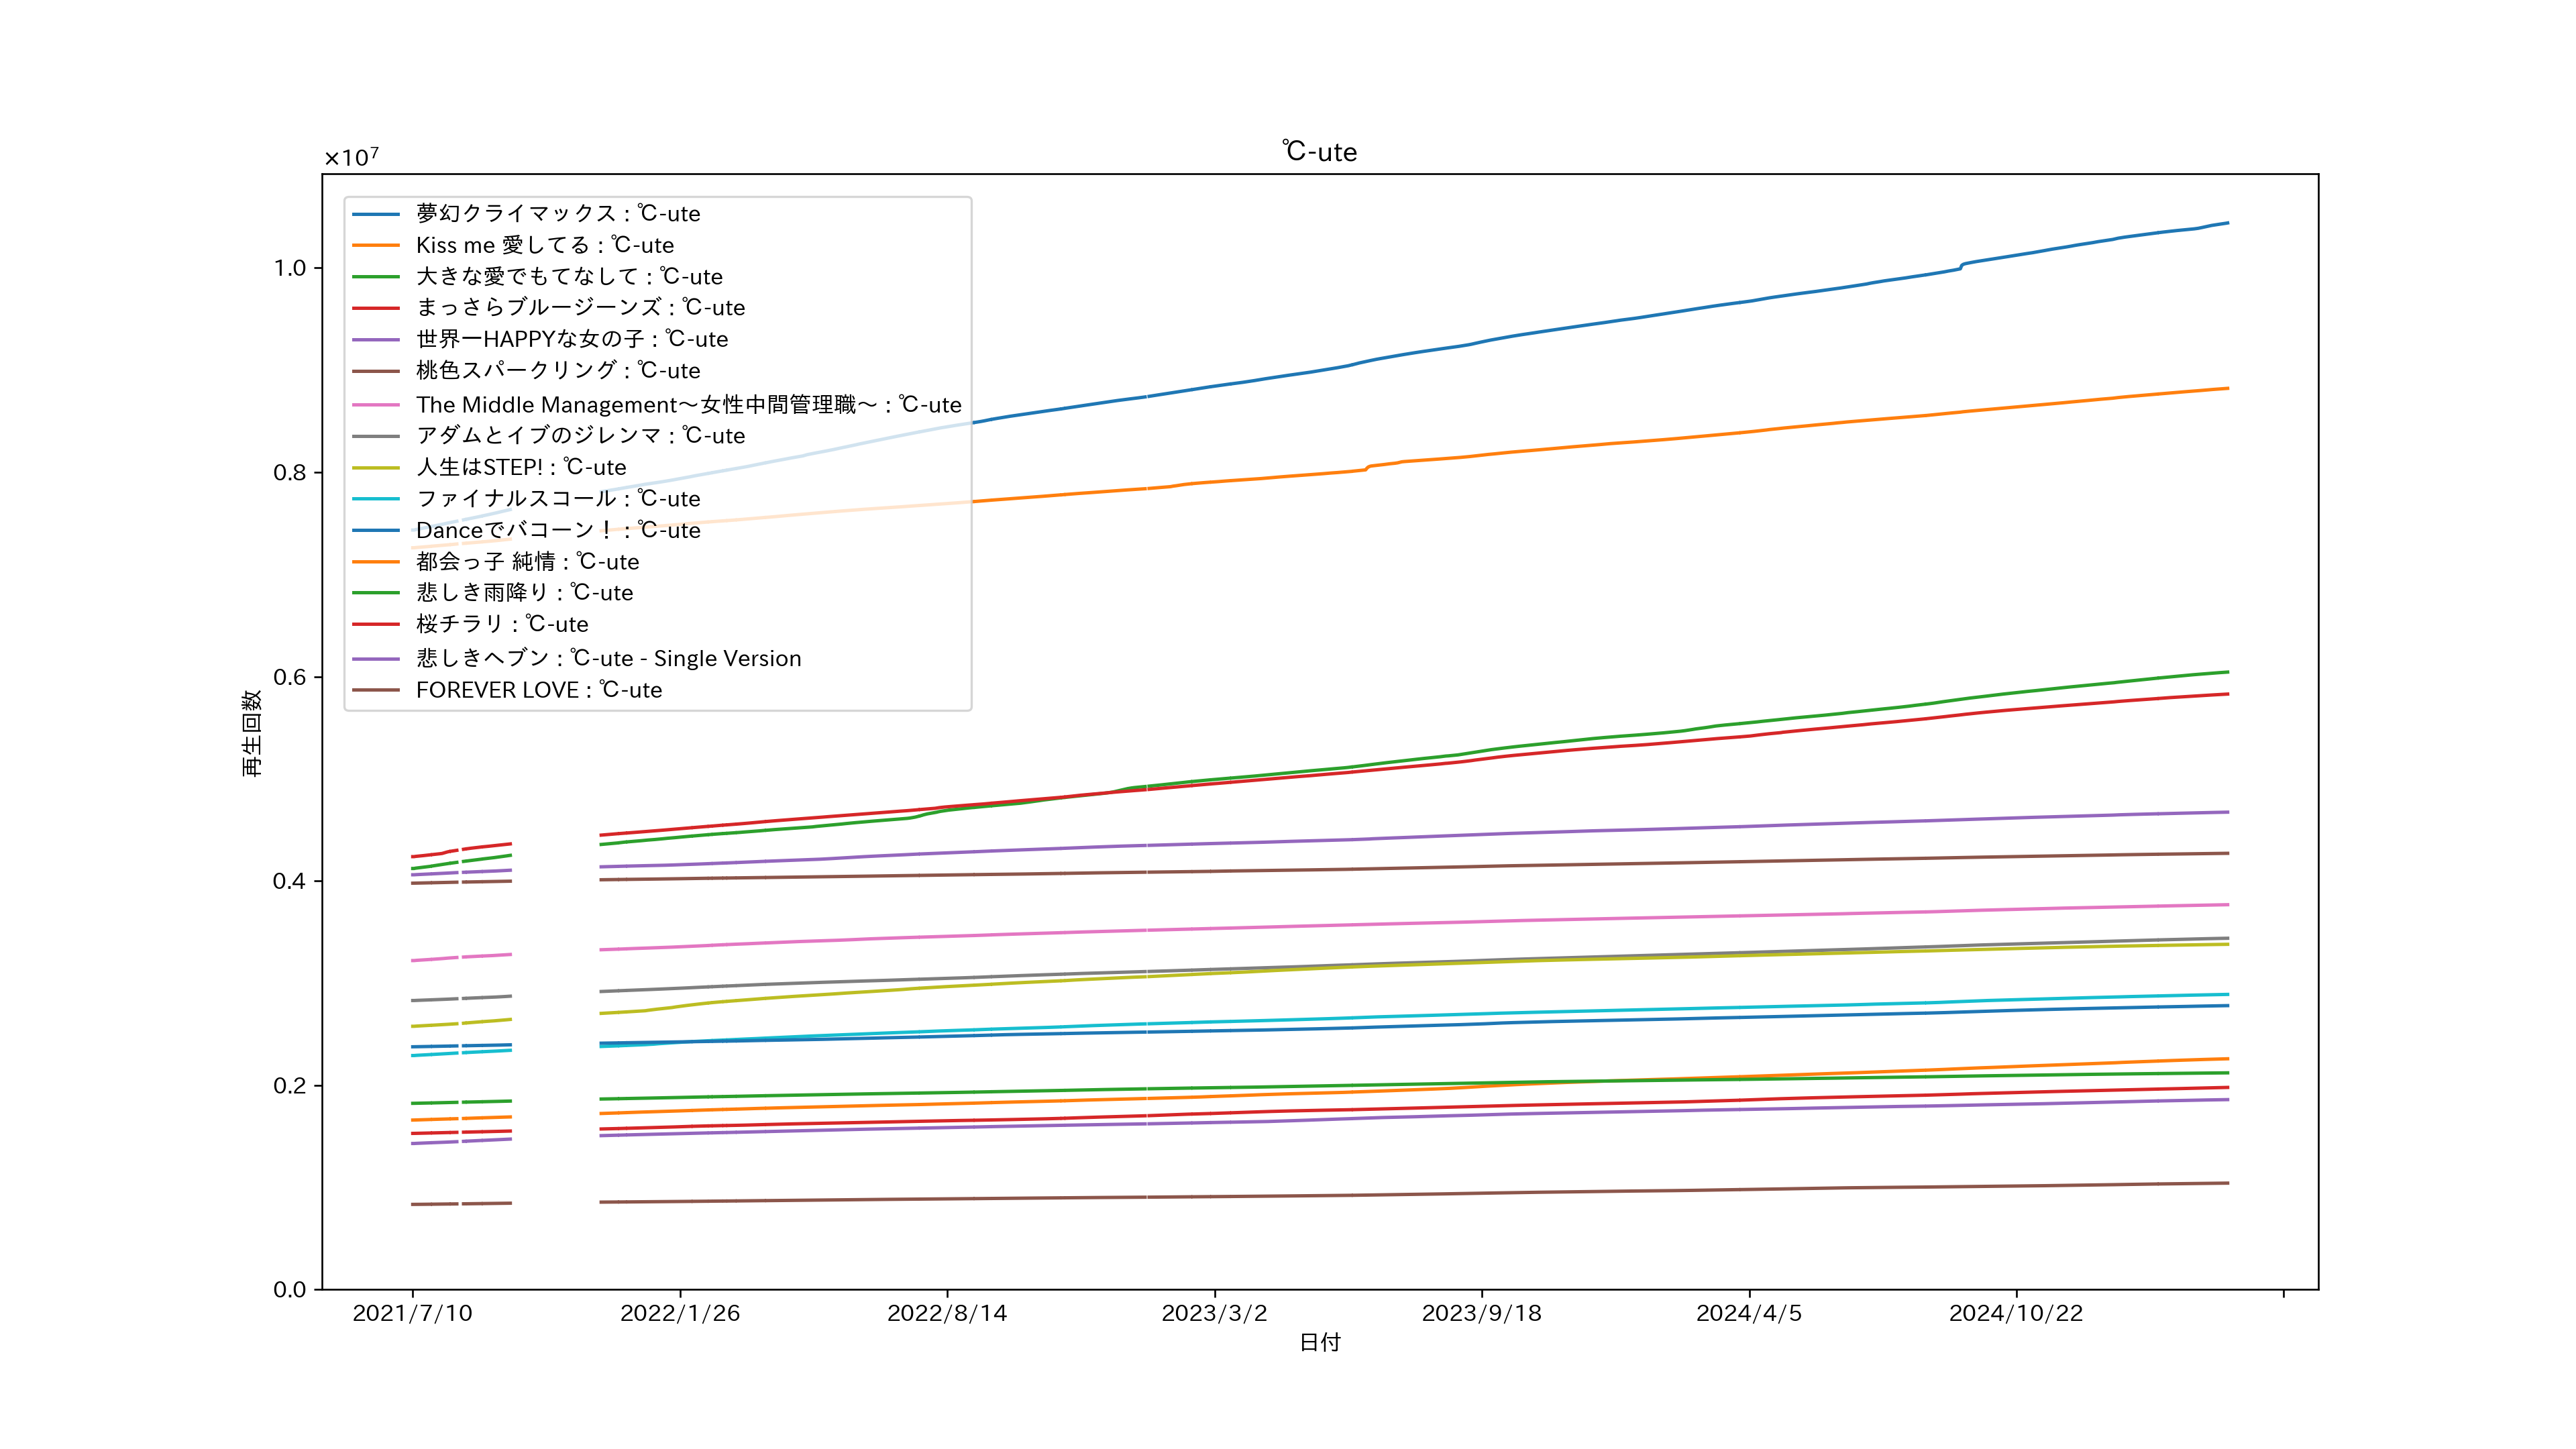 ℃-ute
×10⁷
夢幻クライマックス : ℃-ute
Kiss me 愛してる : ℃-ute
大きな愛でもてなして : ℃-ute
まっさらブルージーンズ : ℃-ute
世界一HAPPYな女の子 : ℃-ute
桃色スパークリング : ℃-ute
The Middle Management～女性中間管理職～ : ℃-ute
アダムとイブのジレンマ : ℃-ute
人生はSTEP! : ℃-ute
ファイナルスコール : ℃-ute
Danceでバコーン！ : ℃-ute
都会っ子 純情 : ℃-ute
悲しき雨降り : ℃-ute
桜チラリ : ℃-ute
悲しきヘブン : ℃-ute - Single Version
FOREVER LOVE : ℃-ute
1.0
0.8
0.6
0.4
0.2
0.0
再生回数
2021/7/10
2022/1/26
2022/8/14
2023/3/2
2023/9/18
2024/4/5
2024/10/22
日付